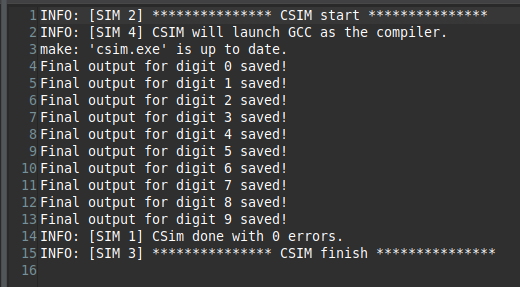 1 INFO: [SIM 2] *************** CSIM start ***************
2 INFO: [SIM 4] CSIM will launch GCC as the compiler.
3 make: 'csim.exe' is up to date.
4 Final output for digit 0 saved!
5 Final output for digit 1 saved!
6 Final output for digit 2 saved!
7 Final output for digit 3 saved!
8 Final output for digit 4 saved!
9 Final output for digit 5 saved!
10 Final output for digit 6 saved!
11 Final output for digit 7 saved!
12 Final output for digit 8 saved!
13 Final output for digit 9 saved!
14 INFO: [SIM 1] CSim done with 0 errors.
15 INFO: [SIM 3] *************** CSIM finish ***************
16